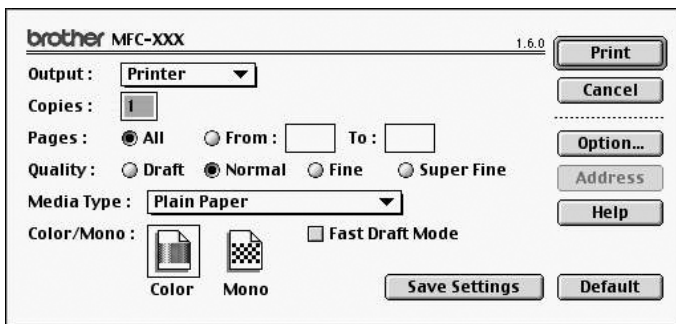 brother MFC-XXX 1.6.0 Print
Output : Printer Cancel
Copies : 1
Pages : All From : To : Option...
Quality : Draft Normal Fine Super Fine Address
Media Type : Plain Paper Help
Color/Mono : Fast Draft Mode
Color Mono Save Settings Default